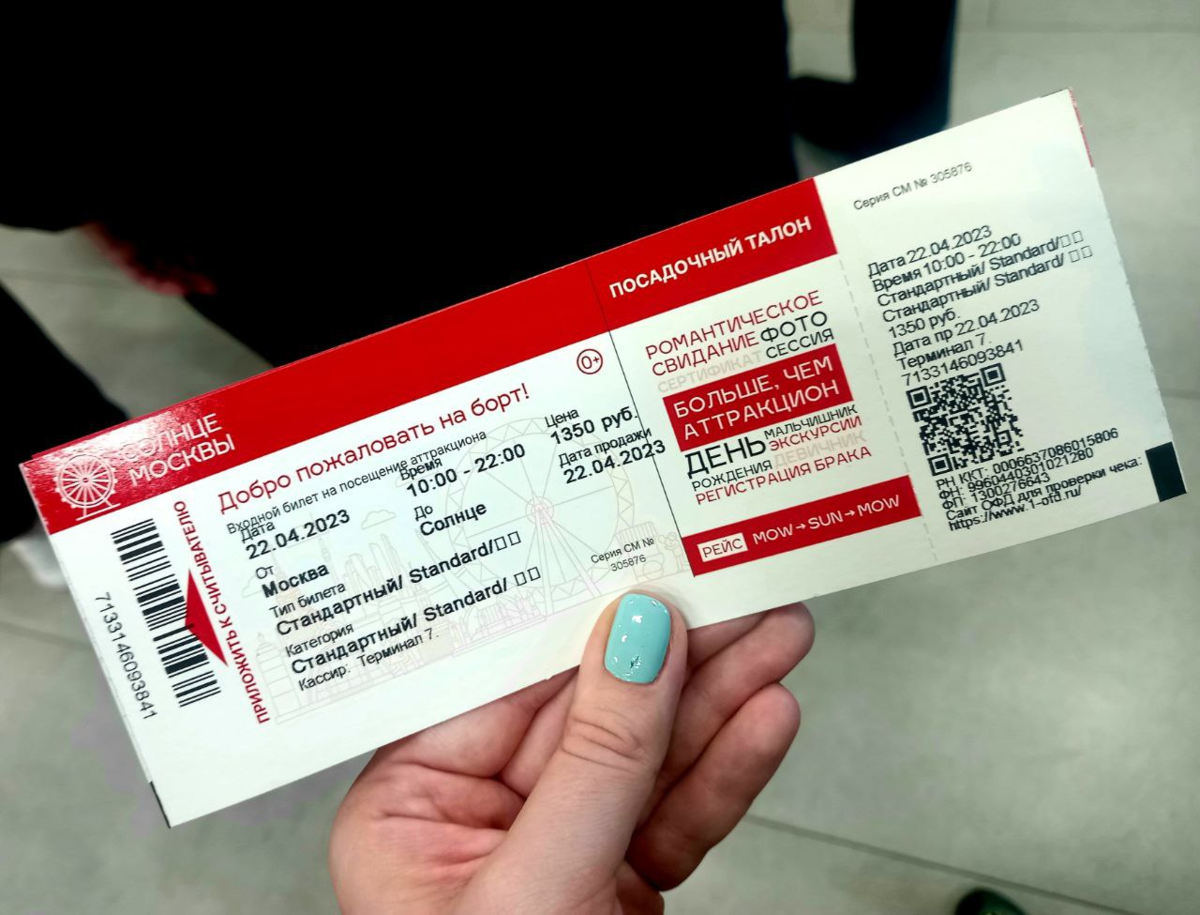 СОЛНЦЕ
МОСКВЫ
7133146093841
ПРИЛОЖИТЬ К СЧИТЫВАТЕЛЮ
Добро пожаловать на борт!
0+
Входной билет на посещение аттракциона
Дата
22.04.2023
Время
10:00 - 22:00
Цена
1350 руб.
От
Москва
До
Солнце
Дата продажи
22.04.2023
Тип билета
Стандартный/ Standard/□□
Категория
Стандартный/ Standard/ □□
Кассир: Терминал 7.
Серия СМ №
305876
ПОСАДОЧНЫЙ ТАЛОН
РОМАНТИЧЕСКОЕ
СВИДАНИЕ ФОТО
СЕРТИФИКАТ СЕССИЯ
БОЛЬШЕ, ЧЕМ
АТТРАКЦИОН
ДЕНЬ МАЛЬЧИШНИК
ЭКСКУРСИИ
РОЖДЕНИЯ ДЕВИЧНИК
РЕГИСТРАЦИЯ БРАКА
РЕЙС MOW→SUN→MOW
Серия СМ № 305876
Дата 22.04.2023
Время 10:00 - 22:00
Стандартный/ Standard/□□
Стандартный/ Standard/ □□
1350 руб.
Дата пр 22.04.2023
Терминал 7.
7133146093841
РН ККТ: 0006637086015806
ФН: 9960440301021280
ФП: 1300276643
Сайт ОФД для проверки чека:
https://www.1-ofd.ru/